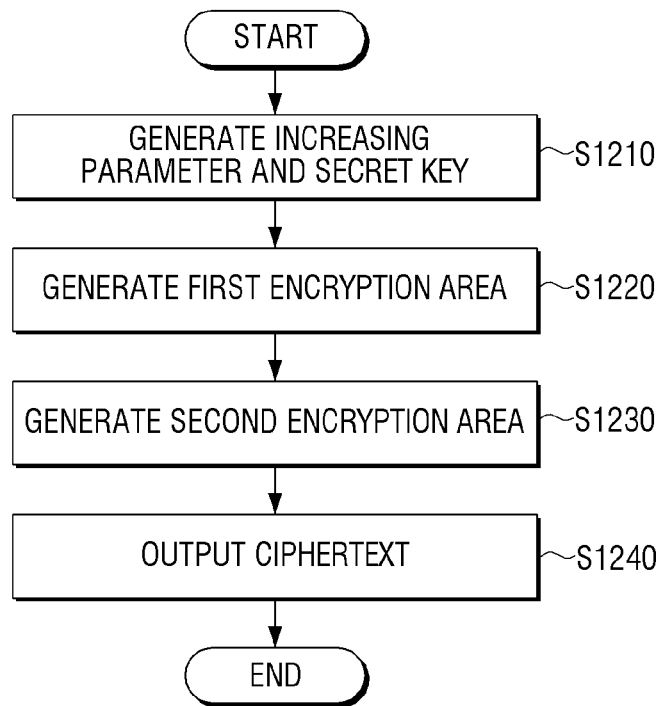 START
GENERATE INCREASING
PARAMETER AND SECRET KEY
S1210
GENERATE FIRST ENCRYPTION AREA
S1220
GENERATE SECOND ENCRYPTION AREA
S1230
OUTPUT CIPHERTEXT
S1240
END